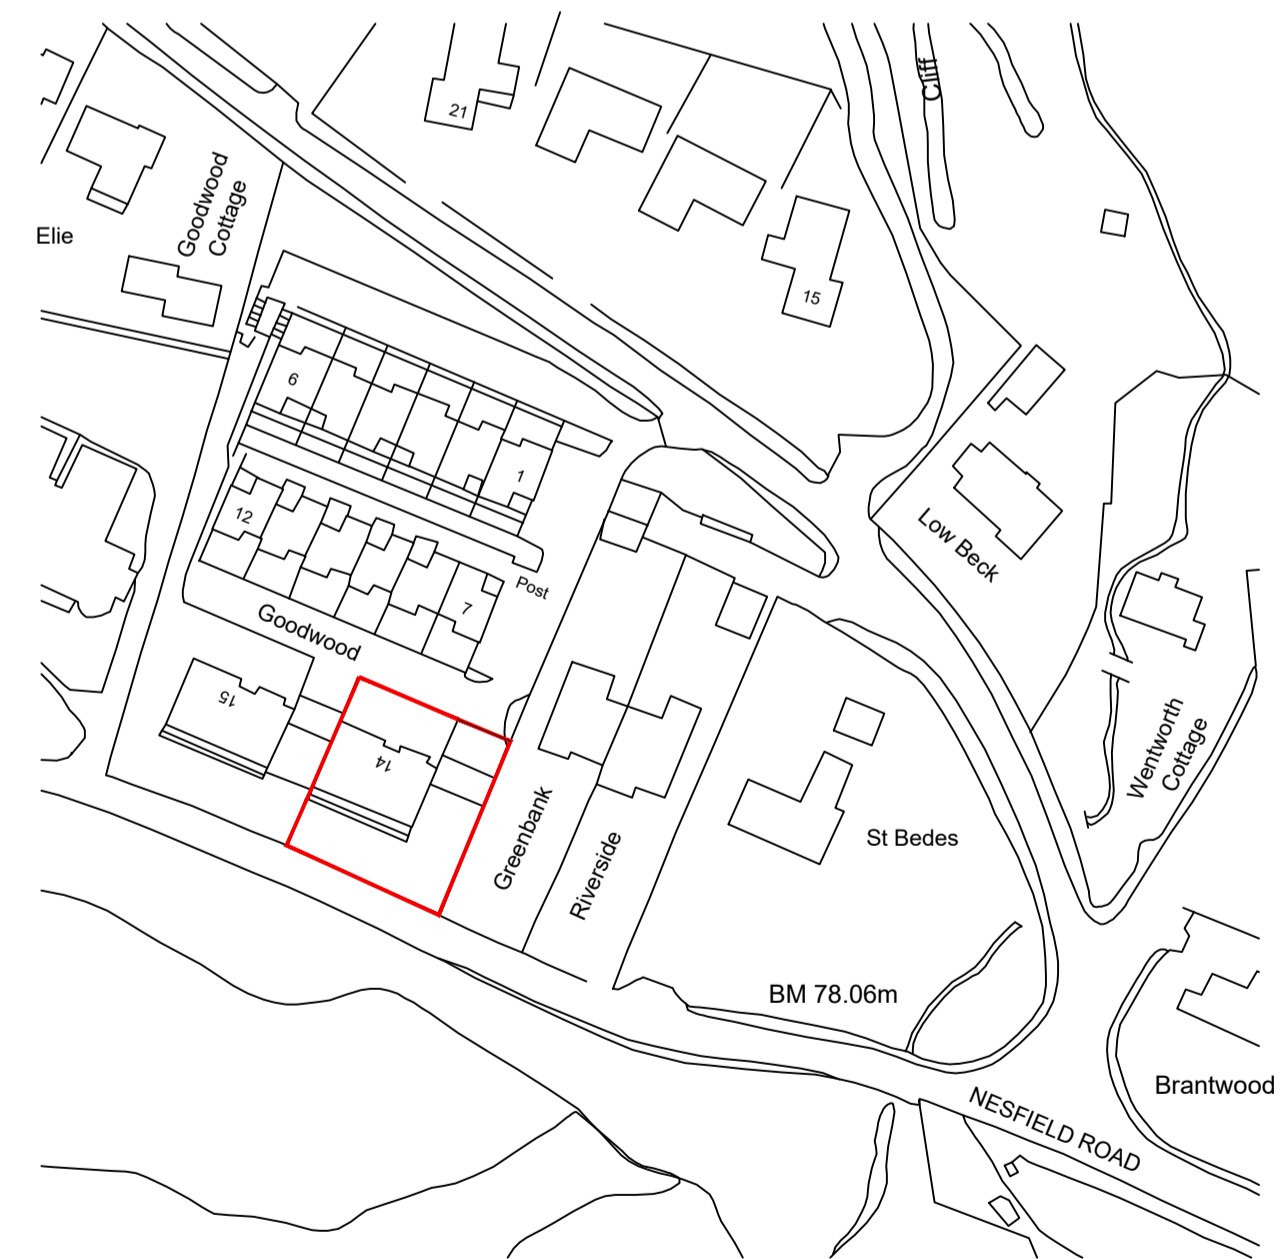 Cliff
21
Goodwood
Cottage
Elie
15
6
1
12
Low Beck
Post
7
Goodwood
15
14
Wentworth
Cottage
Greenbank
Riverside
St Bedes
BM 78.06m
Brantwood
NESFIELD ROAD